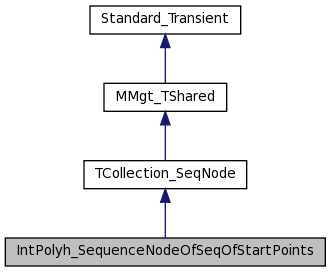 Standard_Transient
MMgt_TShared
TCollection_SeqNode
IntPolyh_SequenceNodeOfSeqOfStartPoints